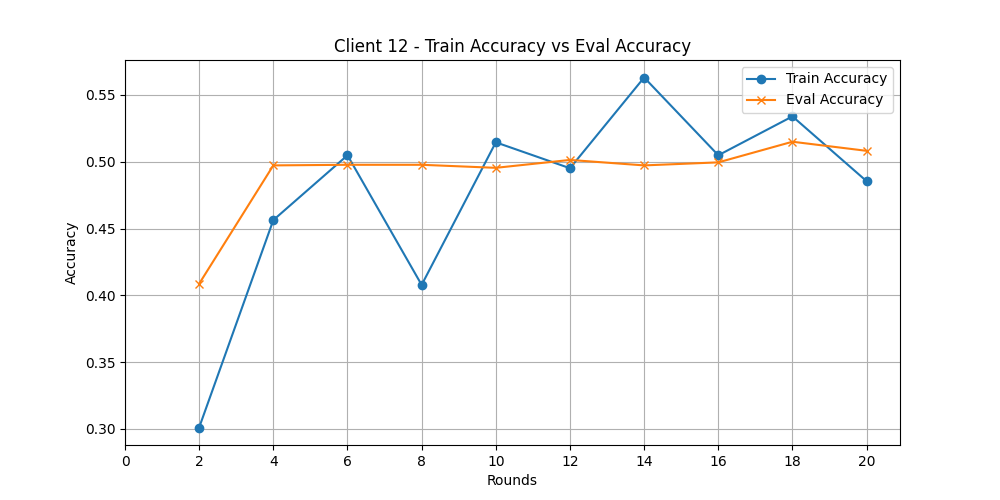 Client 12 - Train Accuracy vs Eval Accuracy
Train Accuracy
Eval Accuracy
Accuracy
0.55
0.50
0.45
0.40
0.35
0.30
0 2 4 6 8 10 12 14 16 18 20
Rounds